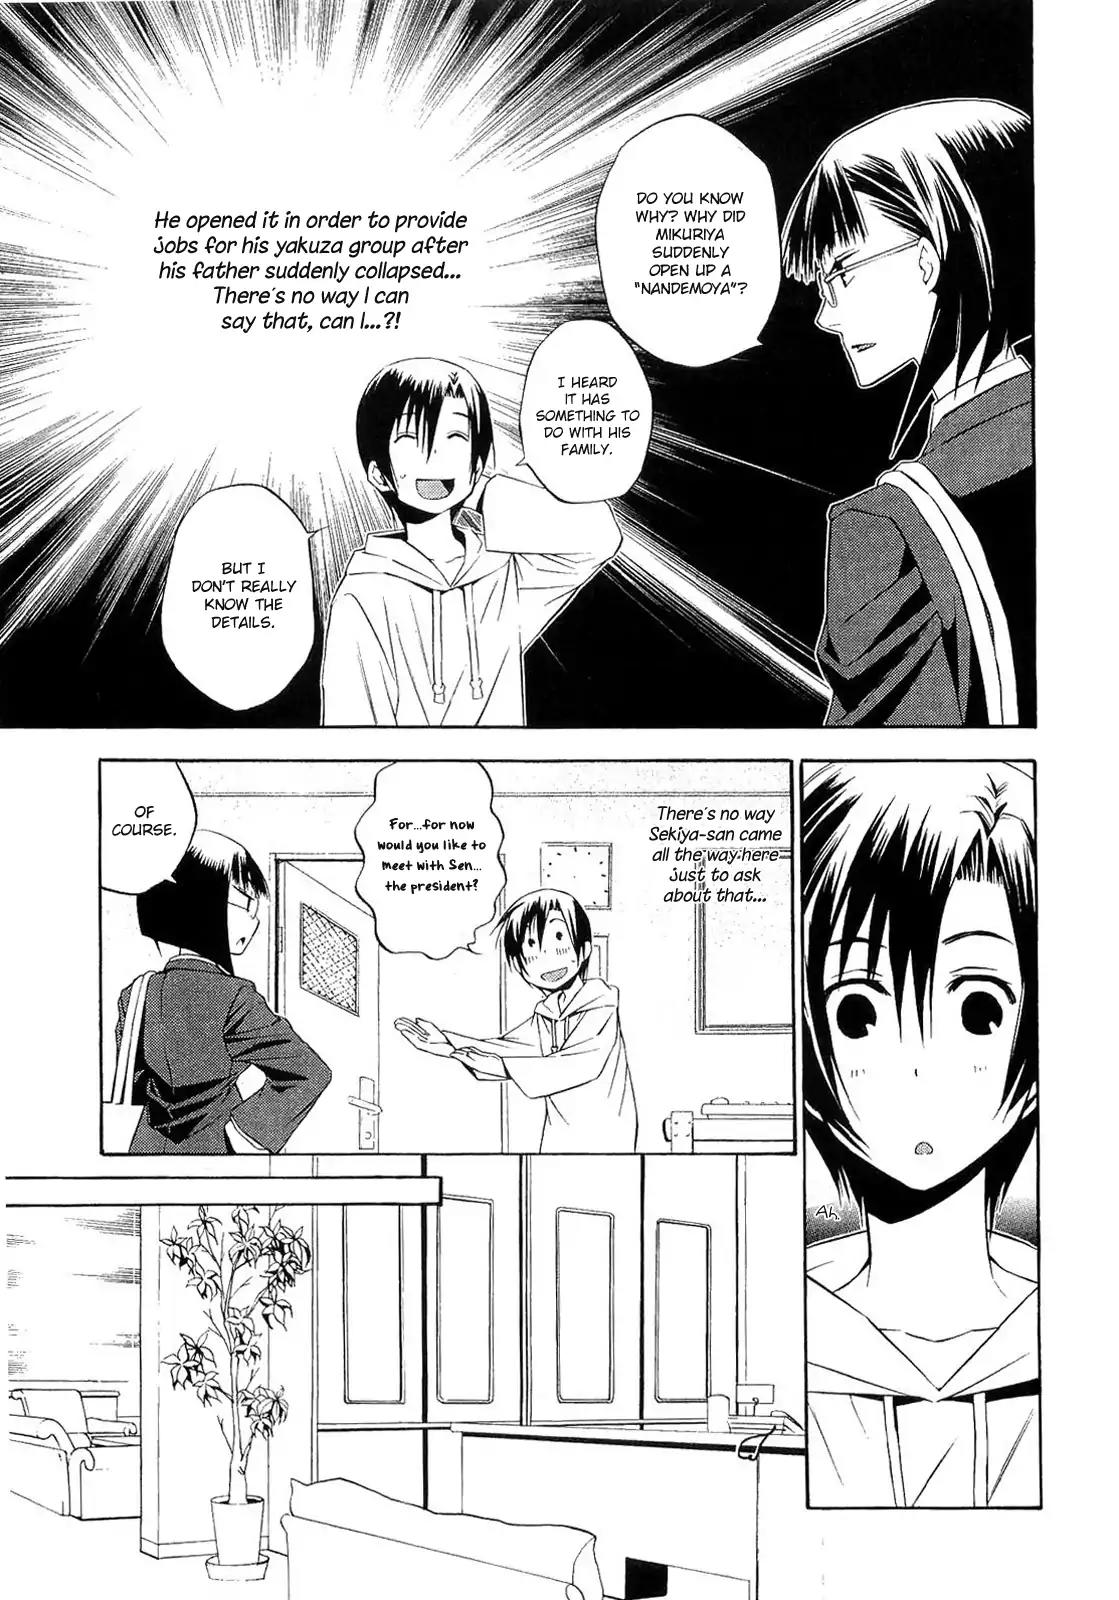 DO YOU KNOW
WHY? WHY DID
MIKURIYA
SUDDENLY
OPEN UP A
"NANDEMOYA"?
I HEARD
IT HAS
SOMETHING TO
DO WITH HIS
FAMILY.
He opened it in order to provide
jobs for his yakuza group after
his father suddenly collapsed...
There's no way I can
say that, can I...?!
BUT I
DON'T REALLY
KNOW THE
DETAILS.
Ah.
There's no way
Sekiya-san came
all the way here
just to ask
about that...
For...for now
would you like to
meet with Sen...
the president?
OF
COURSE.